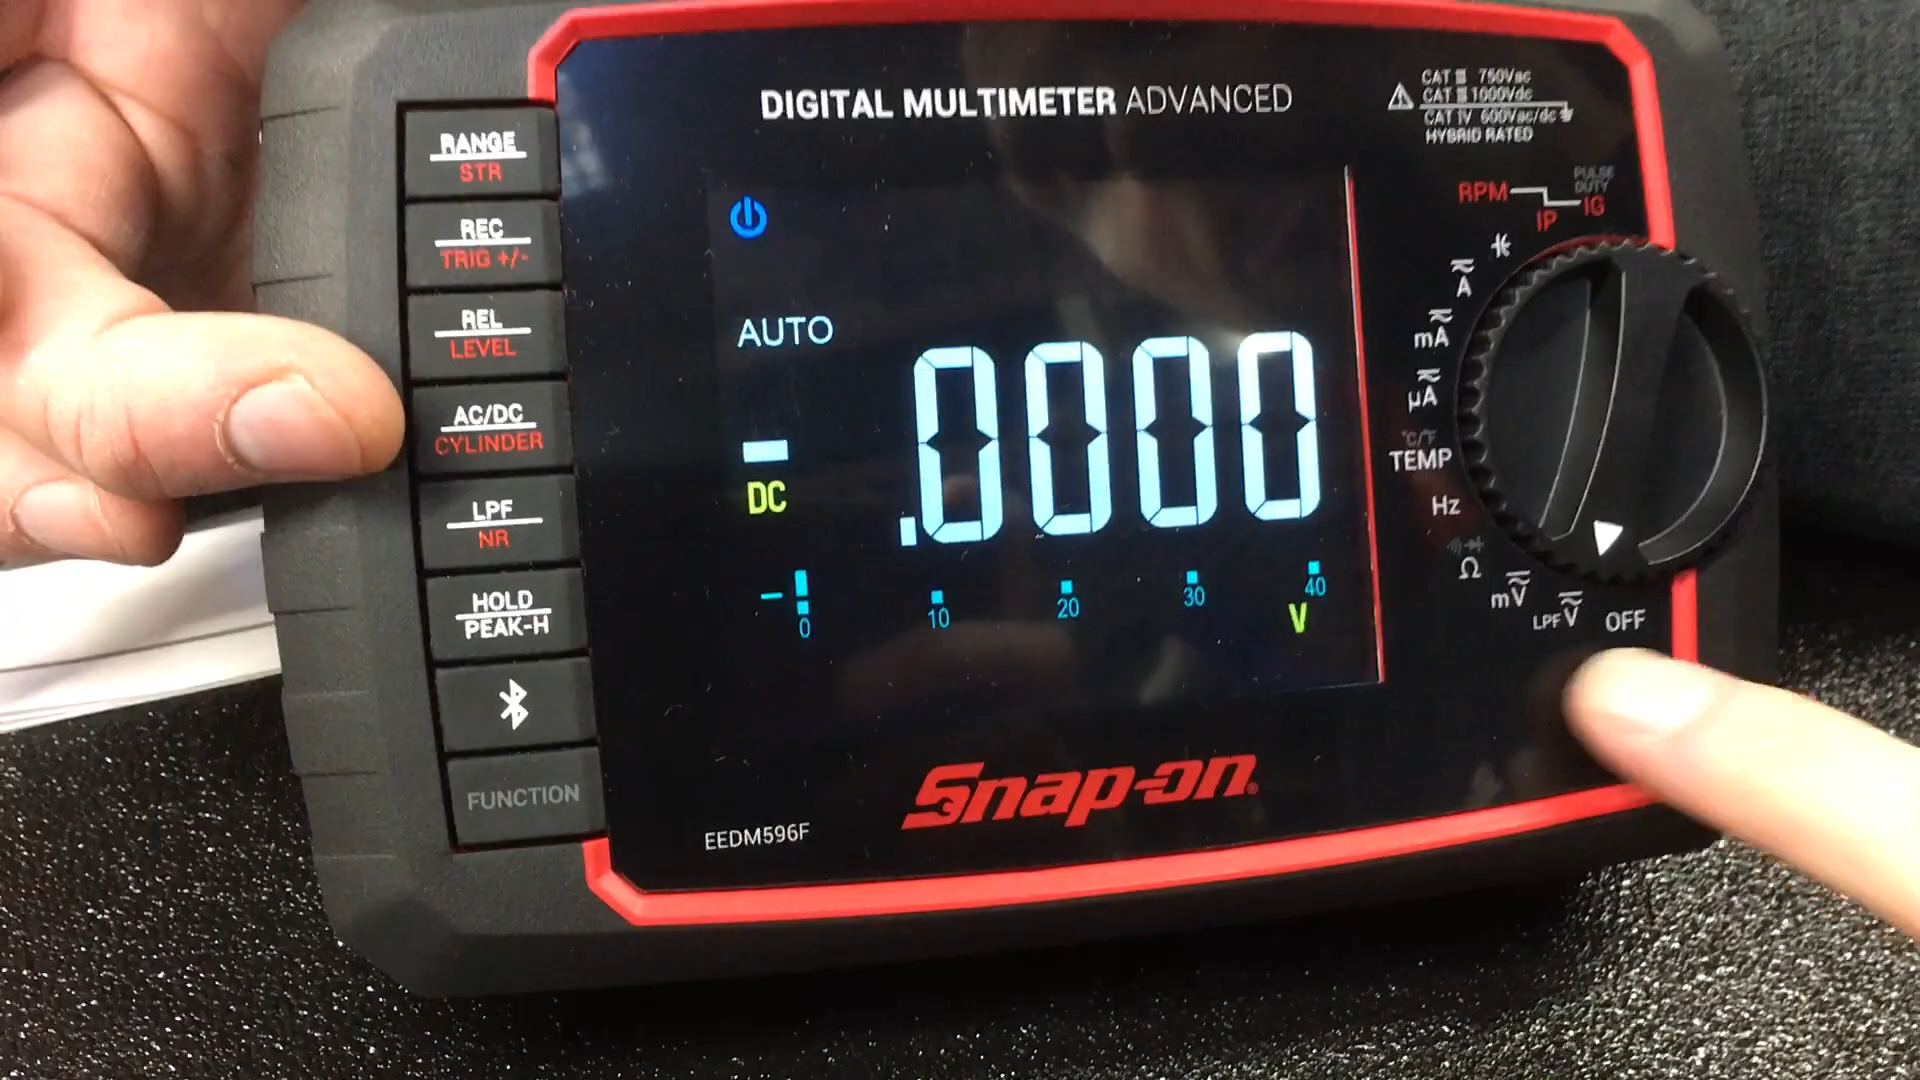 DIGITAL MULTIMETER ADVANCED
CAT III 750Vac
CAT III 1000Vdc
CAT IV 600Vac/dc
HYBRID RATED
RANGE
STR
REC
TRIG +/-
REL
LEVEL
AC/DC
CYLINDER
LPF
NR
HOLD
PEAK-H
FUNCTION
AUTO
-
DC
.0000
0 10 20 30 40
V
RPM
PULSE
DUTY
IP
IG
A
mA
µA
°C/°F
TEMP
Hz
Ω
mV
LPF V
OFF
Snap-on
EEDM596F